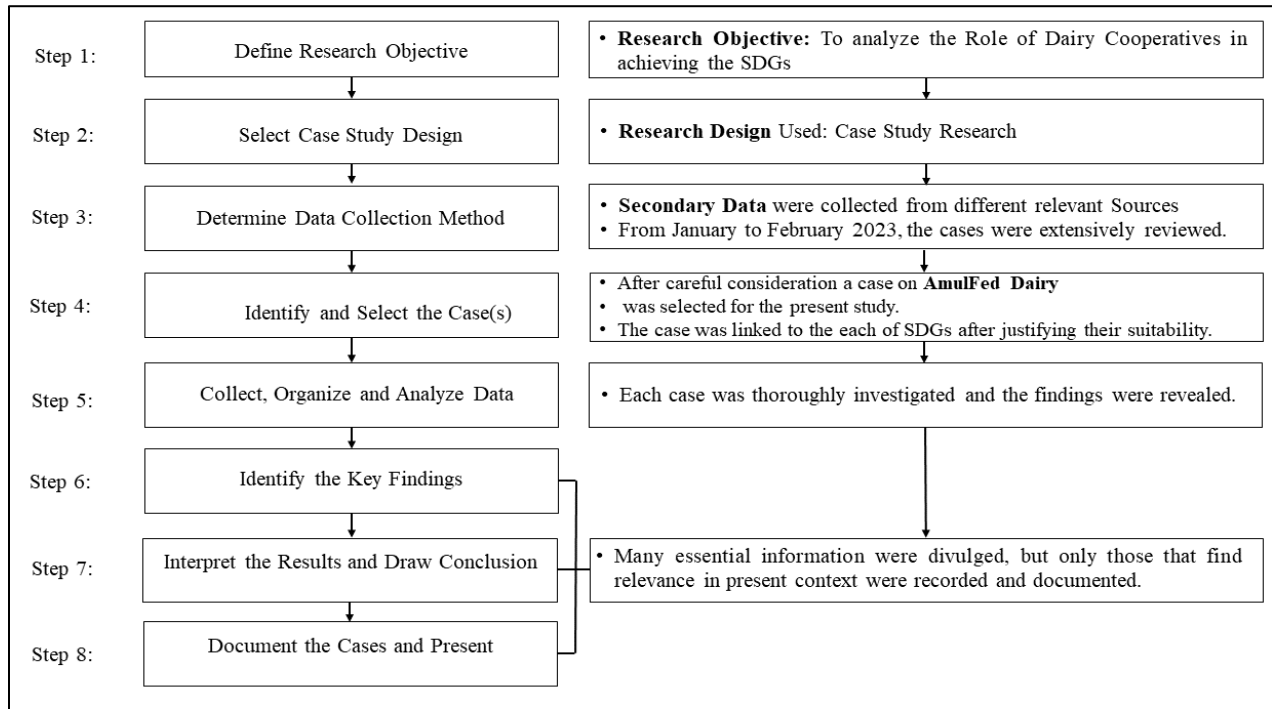 Step 1:
Define Research Objective
• Research Objective: To analyze the Role of Dairy Cooperatives in
achieving the SDGs
Step 2:
Select Case Study Design
• Research Design Used: Case Study Research
Step 3:
Determine Data Collection Method
• Secondary Data were collected from different relevant Sources
• From January to February 2023, the cases were extensively reviewed.
Step 4:
Identify and Select the Case(s)
• After careful consideration a case on AmulFed Dairy
• was selected for the present study.
• The case was linked to the each of SDGs after justifying their suitability.
Step 5:
Collect, Organize and Analyze Data
• Each case was thoroughly investigated and the findings were revealed.
Step 6:
Identify the Key Findings
Step 7:
Interpret the Results and Draw Conclusion
• Many essential information were divulged, but only those that find
relevance in present context were recorded and documented.
Step 8:
Document the Cases and Present